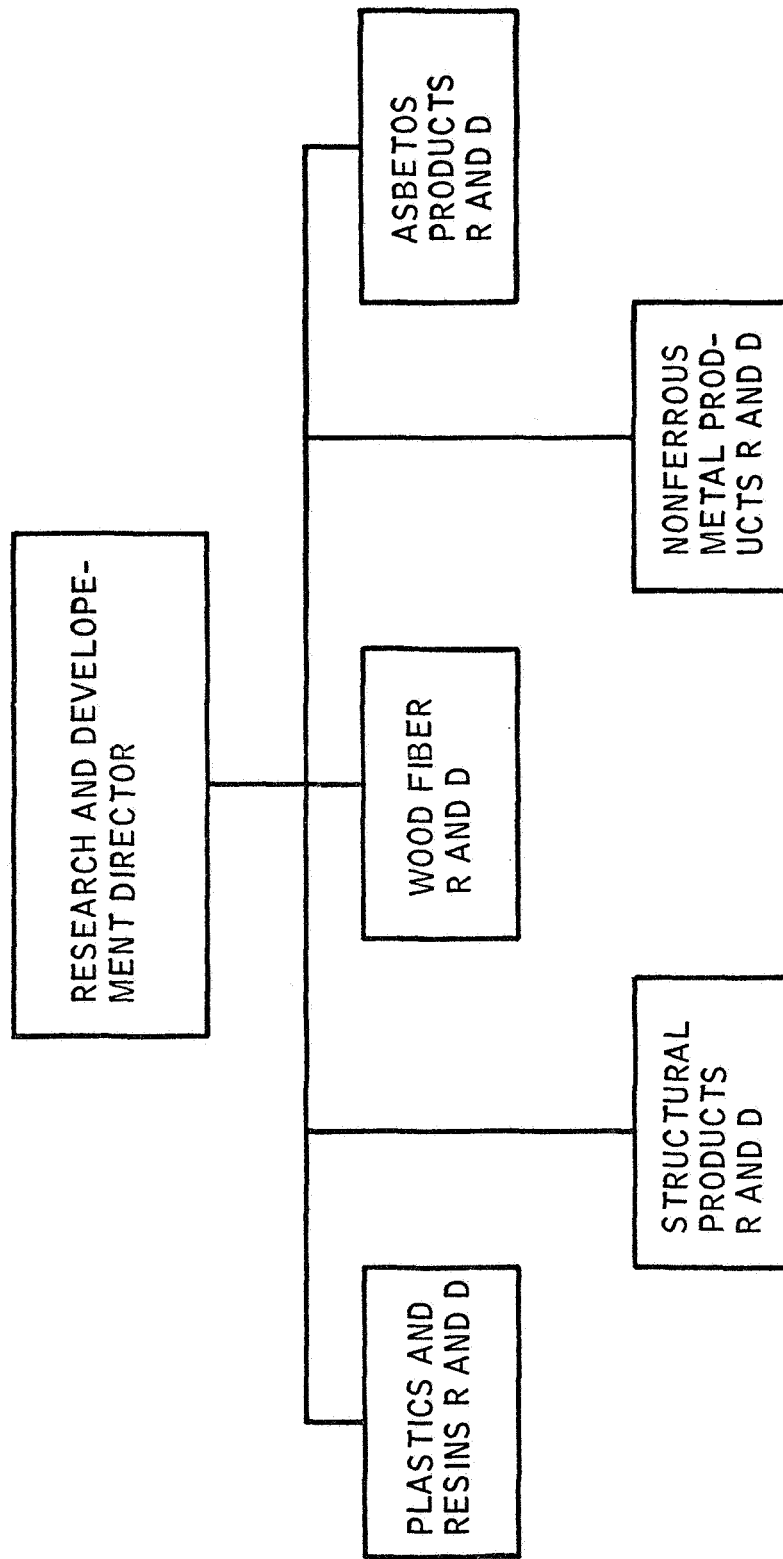 RESEARCH AND DEVELOPE-
MENT DIRECTOR
PLASTICS AND
RESINS R AND D
WOOD FIBER
R AND D
ASBETOS
PRODUCTS
R AND D
STRUCTURAL
PRODUCTS
R AND D
NONFERROUS
METAL PROD-
UCTS R AND D